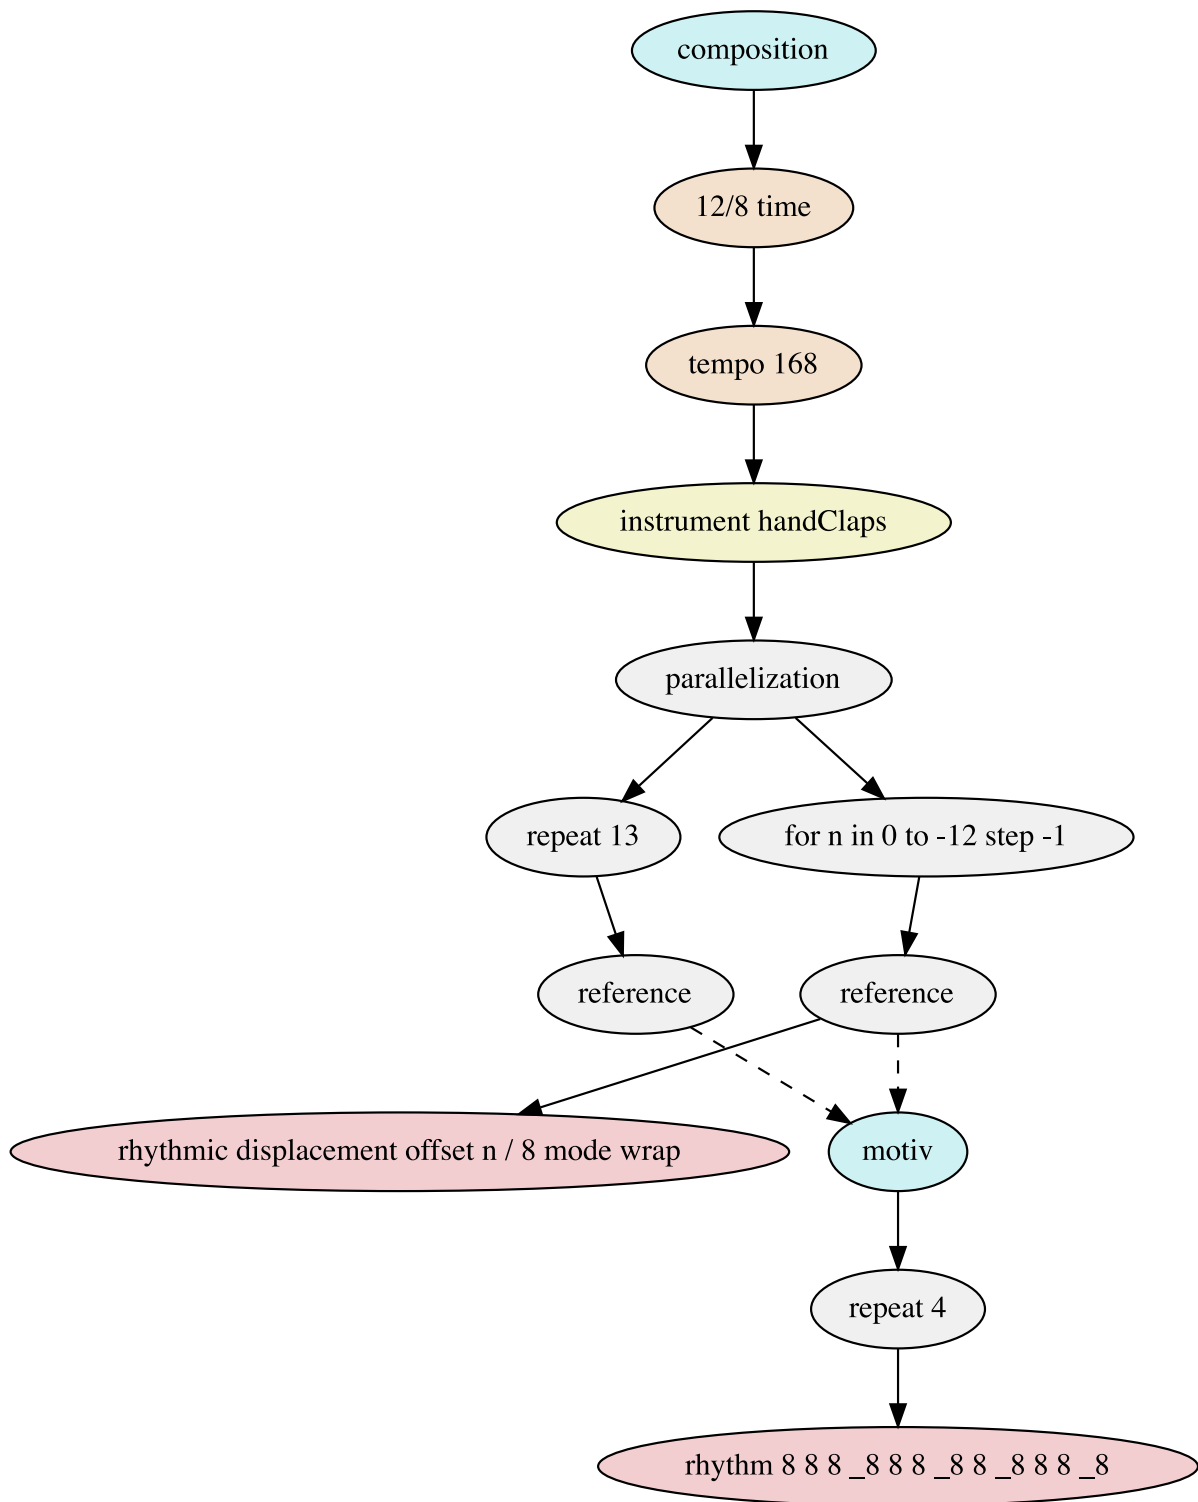 composition
12/8 time
tempo 168
instrument handClaps
parallelization
repeat 13
for n in 0 to -12 step -1
reference
reference
rhythmic displacement offset n / 8 mode wrap
motiv
repeat 4
rhythm 8 8 8 _8 8 8 _8 8 _8 8 8 _8